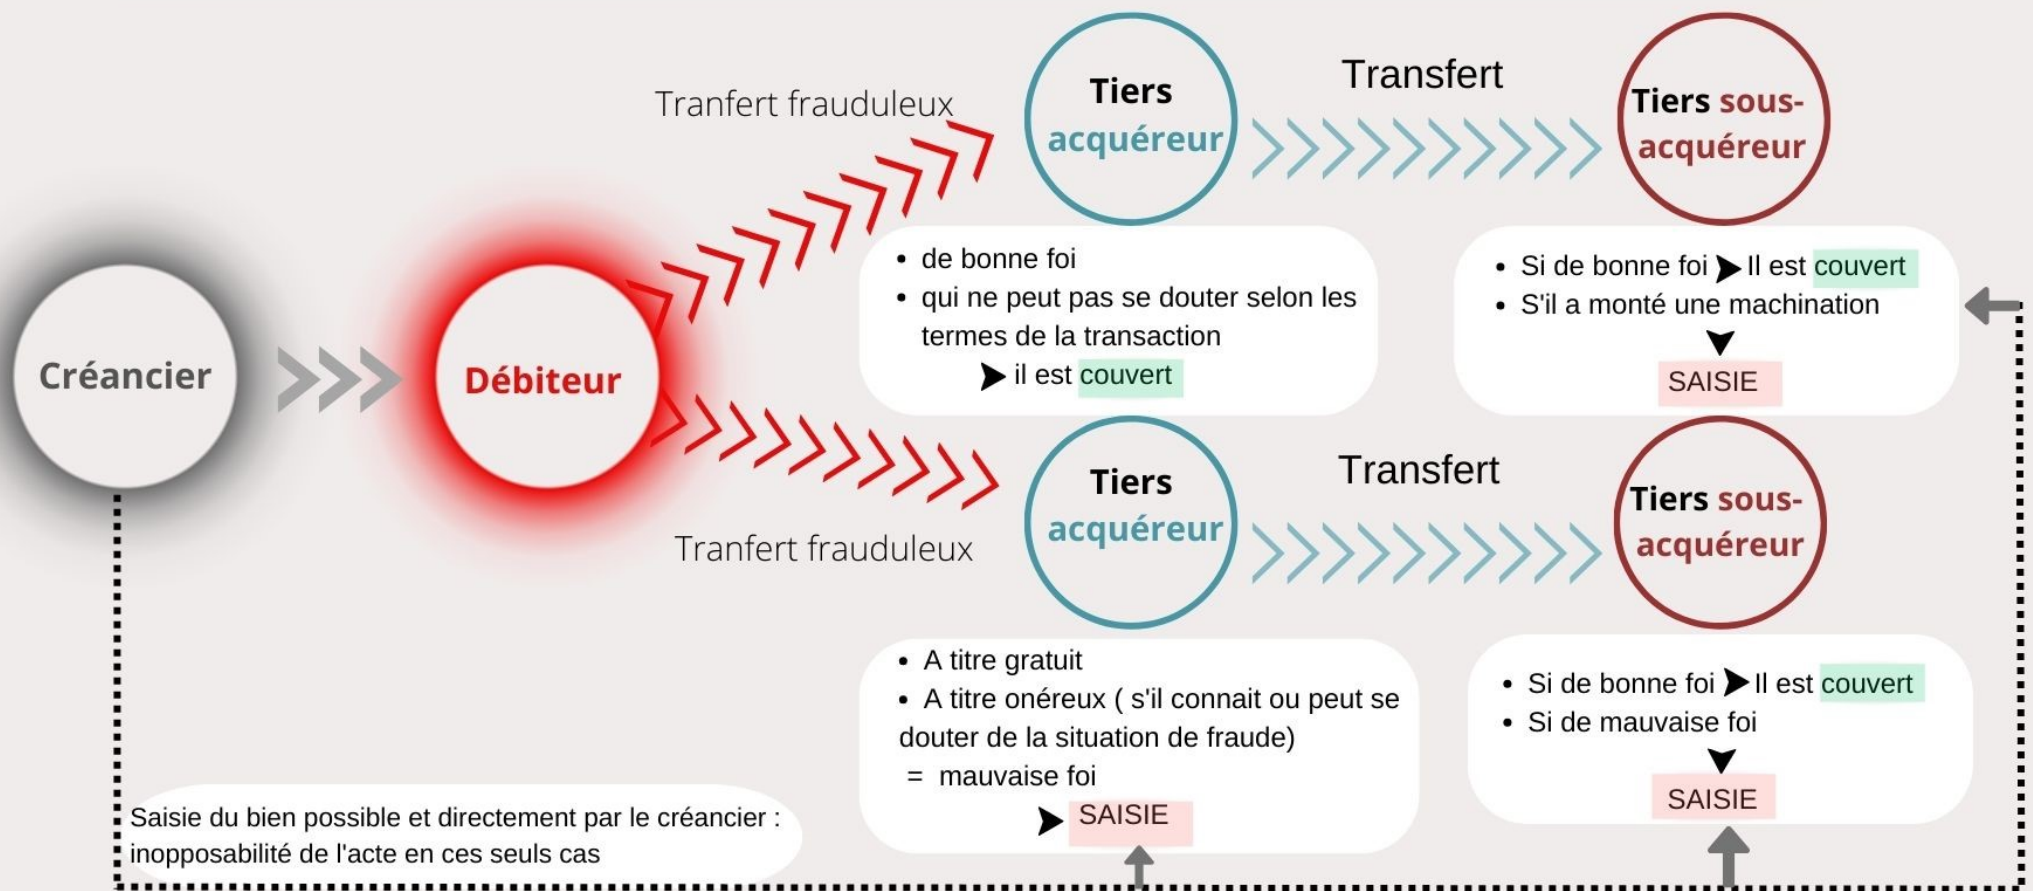 Créancier
Débiteur
Tranfert frauduleux
Tiers
acquéreur
Transfert
Tiers sous-
acquéreur
• de bonne foi
• qui ne peut pas se douter selon les
termes de la transaction
➤ il est couvert
• Si de bonne foi ➤ Il est couvert
• S'il a monté une machination
SAISIE
Tranfert frauduleux
Tiers
acquéreur
Transfert
Tiers sous-
acquéreur
• A titre gratuit
• A titre onéreux ( s'il connait ou peut se
douter de la situation de fraude)
= mauvaise foi
➤ SAISIE
• Si de bonne foi ➤ Il est couvert
• Si de mauvaise foi
SAISIE
Saisie du bien possible et directement par le créancier :
inopposabilité de l'acte en ces seuls cas